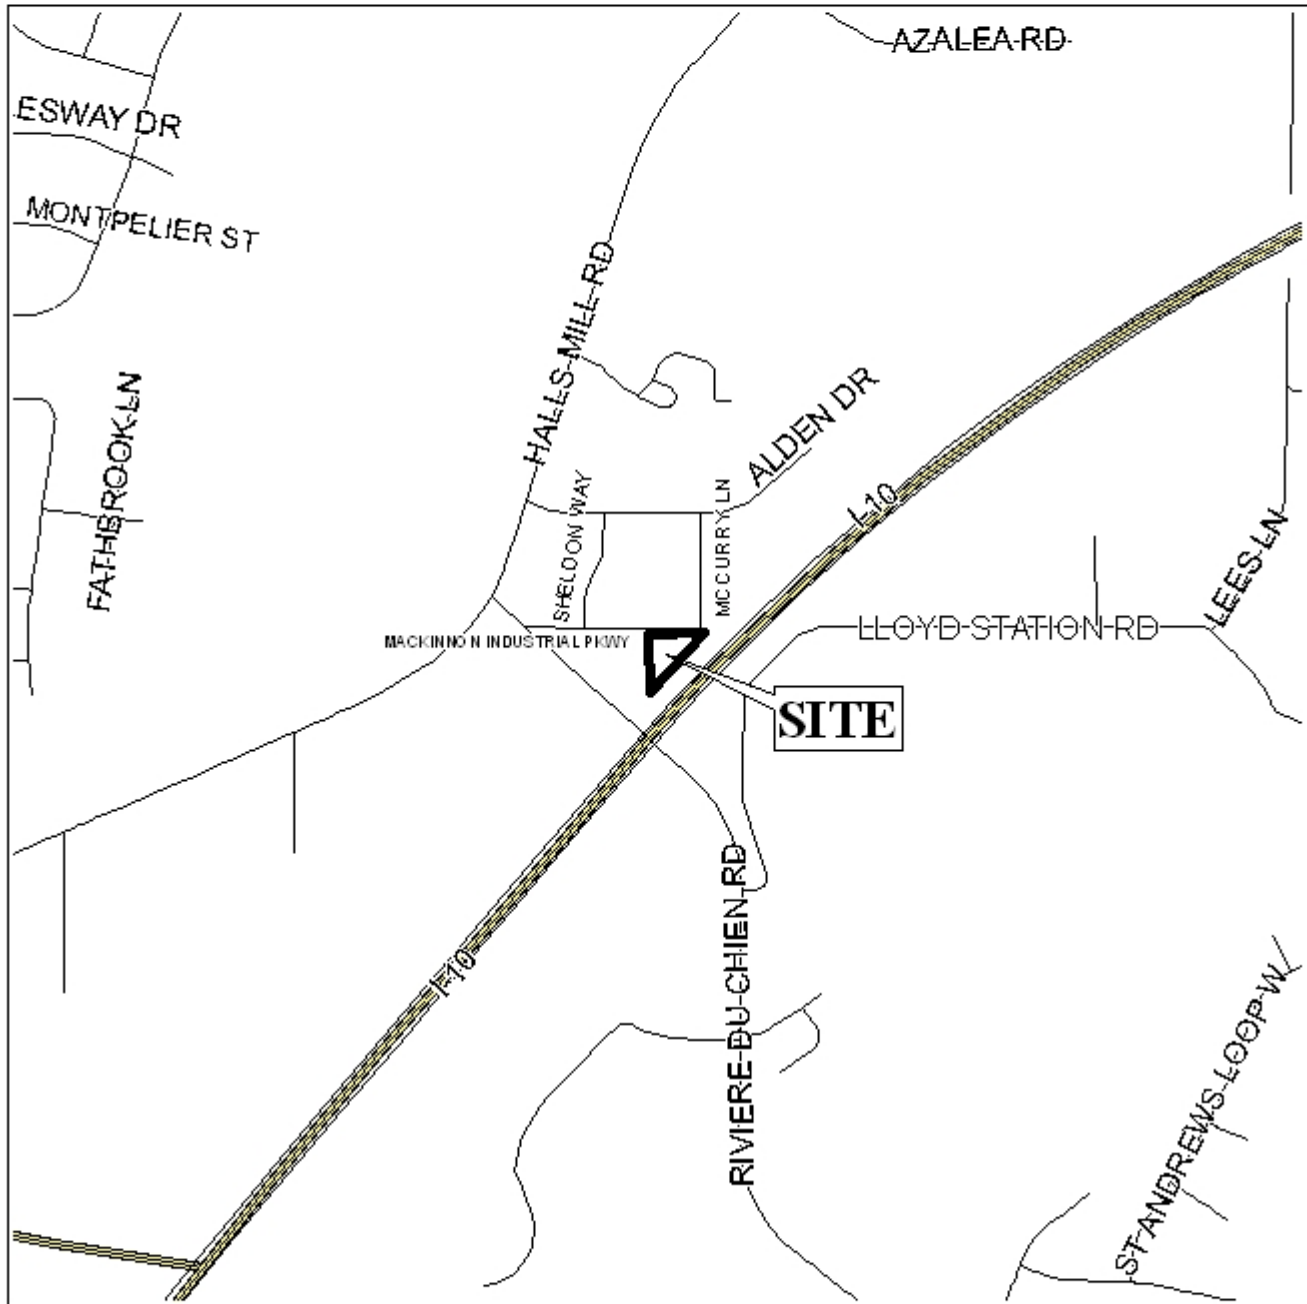 AZALEA RD
ESWAY DR
MONTPELIER ST
HALLS MILL RD
FATHBROOK LN
ALDEN DR
SHELDON WAY
MCCURRY LN
I-10
LEES LN
LLOYD STATION RD
MACKINNON INDUSTRIAL PKWY
SITE
RIVIERE DU CHIEN RD
I-10
ST ANDREWS LOOP W